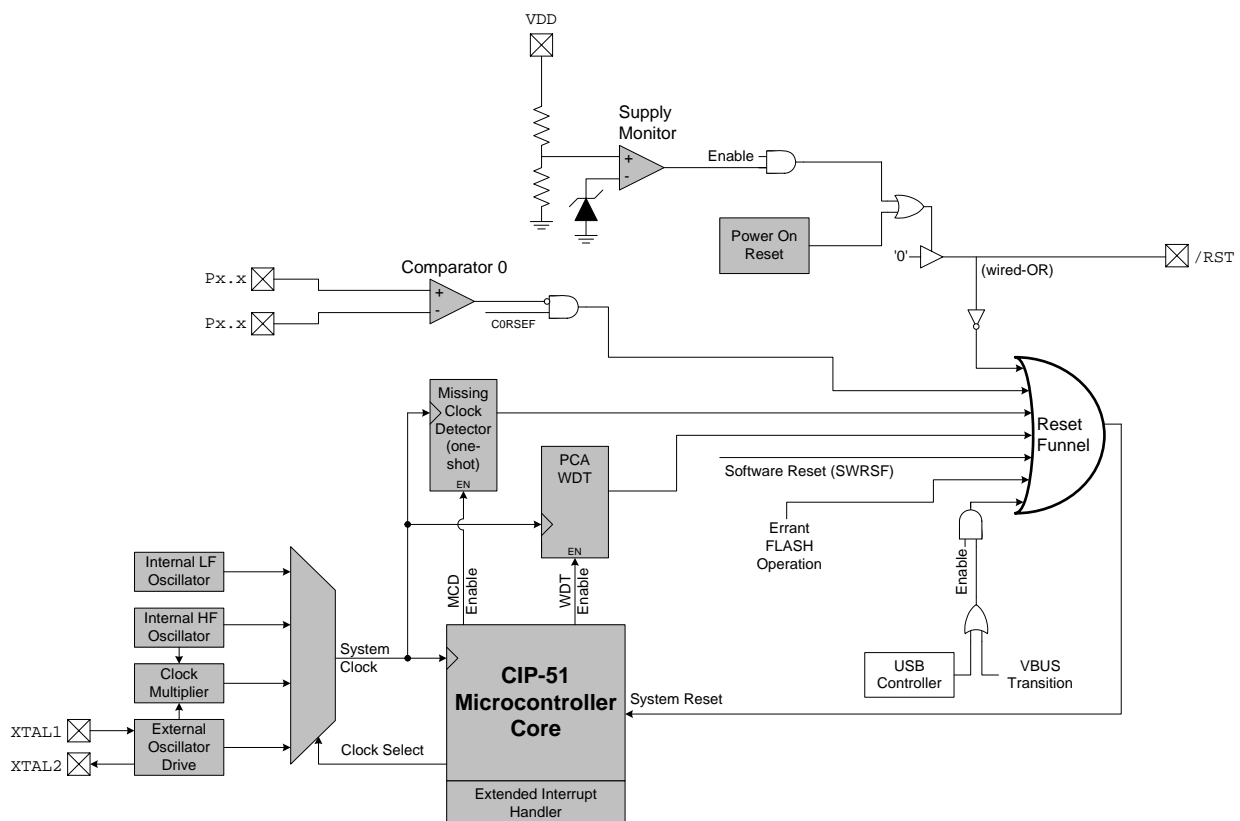 VDD
Supply
Monitor
+
-
Enable
Power On
Reset
'0'
(wired-OR)
/RST
Comparator 0
Px.x
Px.x
+
-
C0RSEF
Missing
Clock
Detector
(one-
shot)
EN
PCA
WDT
EN
Reset
Funnel
Software Reset (SWRSF)
Errant
FLASH
Operation
Enable
MCD
Enable
WDT
Enable
Internal LF
Oscillator
Internal HF
Oscillator
Clock
Multiplier
External
Oscillator
Drive
XTAL1
XTAL2
System
Clock
Clock Select
CIP-51
Microcontroller
Core
System Reset
Extended Interrupt
Handler
USB
Controller
VBUS
Transition